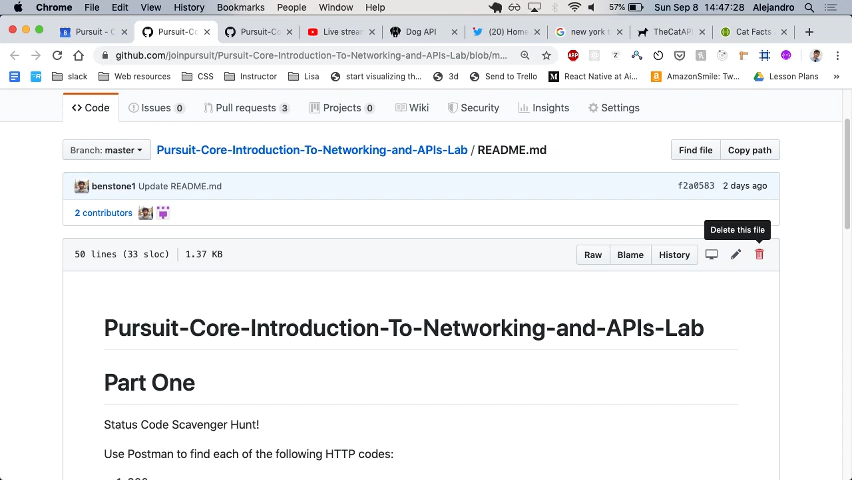 Chrome File Edit View History Bookmarks People Window Help 57% Sun Sep 8 14:47:28 Alejandro
Pursuit - C Pursuit-Co Pursuit-Co Live stream Dog API (20) Home new york t TheCatAPI Cat Facts
github.com/joinpursuit/Pursuit-Core-Introduction-To-Networking-and-APIs-Lab/blob/m...
slack Web resources CSS Instructor Lisa start visualizing th... 3d Send to Trello React Native at Ai... AmazonSmile: Tw... Lesson Plans
Code Issues 0 Pull requests 3 Projects 0 Wiki Security Insights Settings
Branch: master Pursuit-Core-Introduction-To-Networking-and-APIs-Lab / README.md Find file Copy path
benstone1 Update README.md f2a0583 2 days ago
2 contributors
Delete this file
50 lines (33 sloc) 1.37 KB Raw Blame History
Pursuit-Core-Introduction-To-Networking-and-APIs-Lab
Part One
Status Code Scavenger Hunt!
Use Postman to find each of the following HTTP codes: